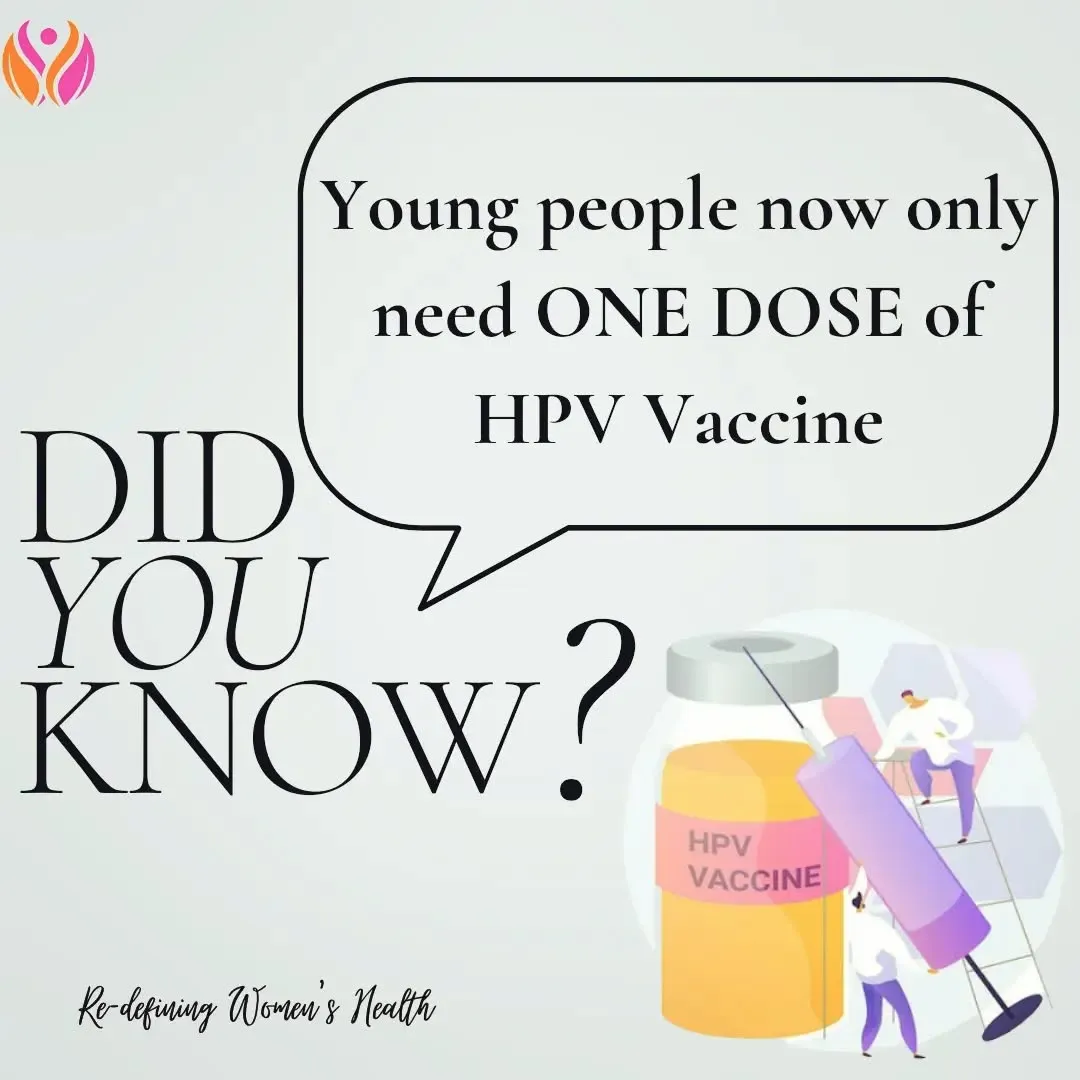 Young people now only
need ONE DOSE of
HPV Vaccine
DID
YOU
KNOW?
HPV
VACCINE
Re-defining Women's Health